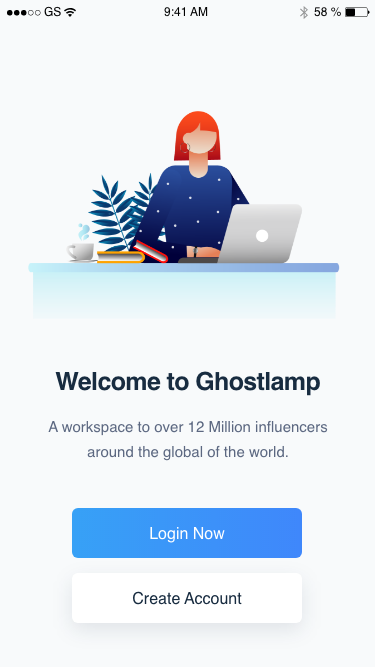 GS 9:41 AM 58 %
Welcome to Ghostlamp
A workspace to over 12 Million influencers
around the global of the world.
Login Now
Create Account